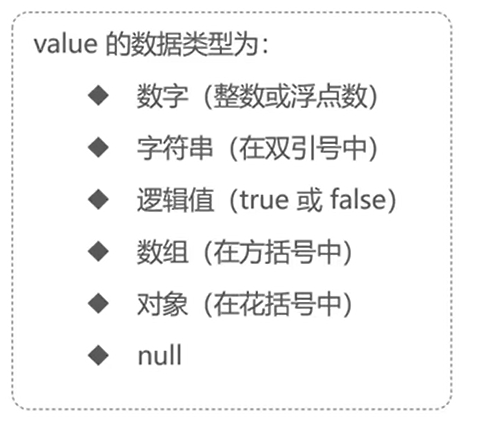 value 的数据类型为：
◆ 数字（整数或浮点数）
◆ 字符串（在双引号中）
◆ 逻辑值（true 或 false）
◆ 数组（在方括号中）
◆ 对象（在花括号中）
◆ null